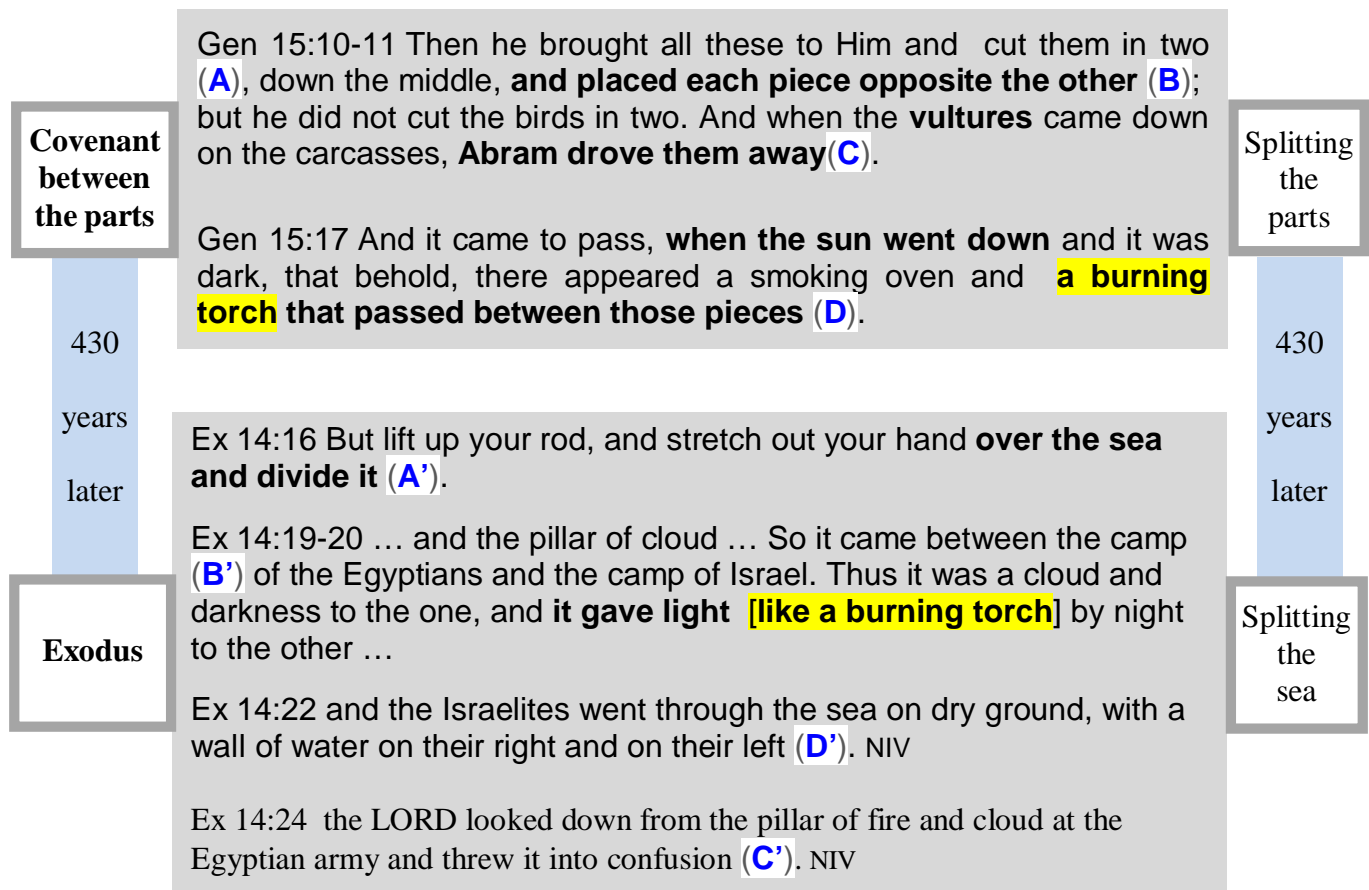 Gen 15:10-11 Then he brought all these to Him and cut them in two
(A), down the middle, and placed each piece opposite the other (B);
but he did not cut the birds in two. And when the vultures came down
on the carcasses, Abram drove them away(C).
Gen 15:17 And it came to pass, when the sun went down and it was
dark, that behold, there appeared a smoking oven and a burning
torch that passed between those pieces (D).
Covenant
between
the parts
Splitting
the
parts
430
years
later
430
years
later
Ex 14:16 But lift up your rod, and stretch out your hand over the sea
and divide it (A’).
Ex 14:19-20 … and the pillar of cloud … So it came between the camp
(B’) of the Egyptians and the camp of Israel. Thus it was a cloud and
darkness to the one, and it gave light [like a burning torch] by night
to the other …
Ex 14:22 and the Israelites went through the sea on dry ground, with a
wall of water on their right and on their left (D’). NIV
Ex 14:24 the LORD looked down from the pillar of fire and cloud at the
Egyptian army and threw it into confusion (C’). NIV
Exodus
Splitting
the
sea